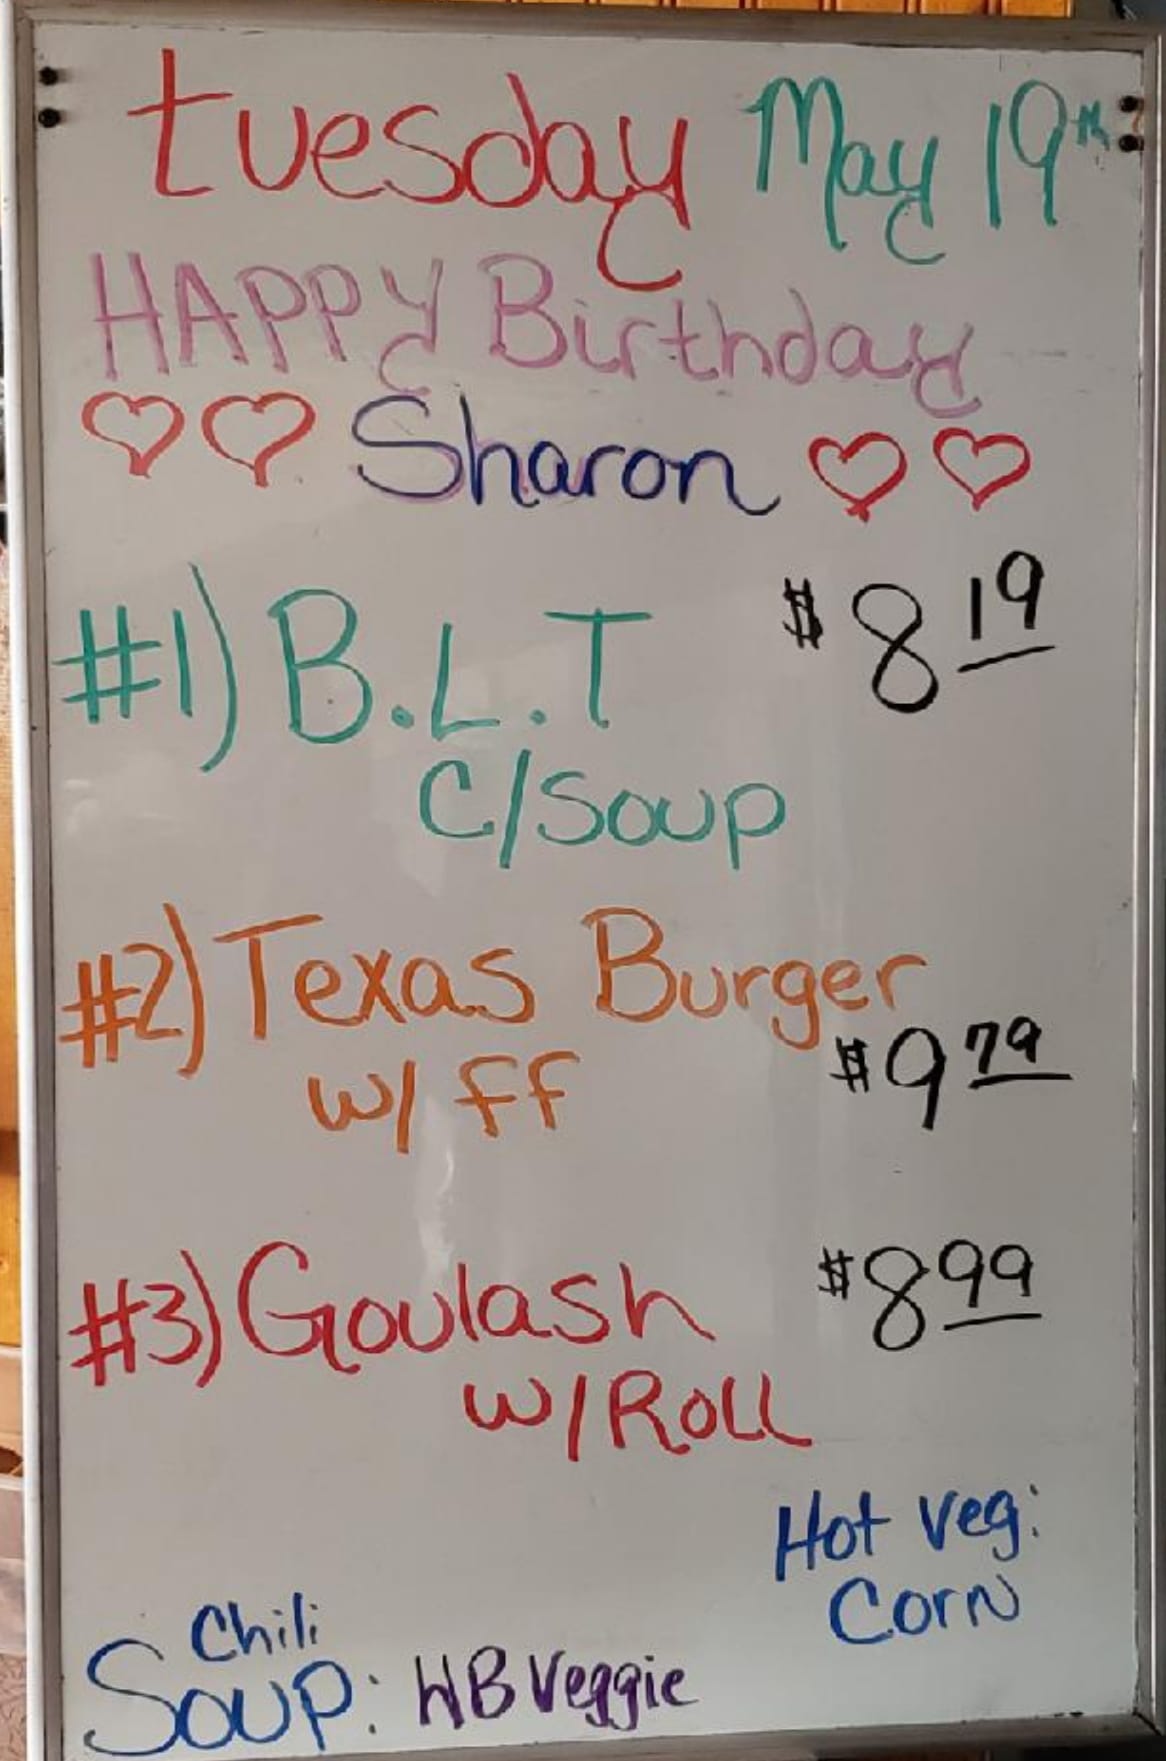 Tuesday May 19th
HAPPY Birthday
Sharon
#1) B.L.T $8 19
C/Soup
#2) Texas Burger
w/ ff $9 79
#3) Goulash $8 99
w/ Roll
Hot veg:
Corn
Chili
Soup: HB Veggie